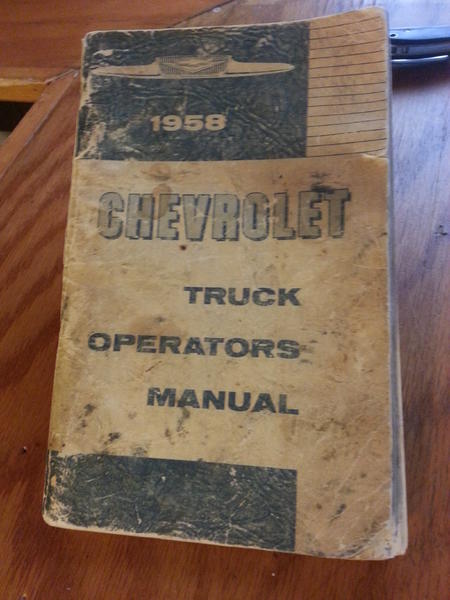 1958
CHEVROLET
TRUCK
OPERATORS
MANUAL